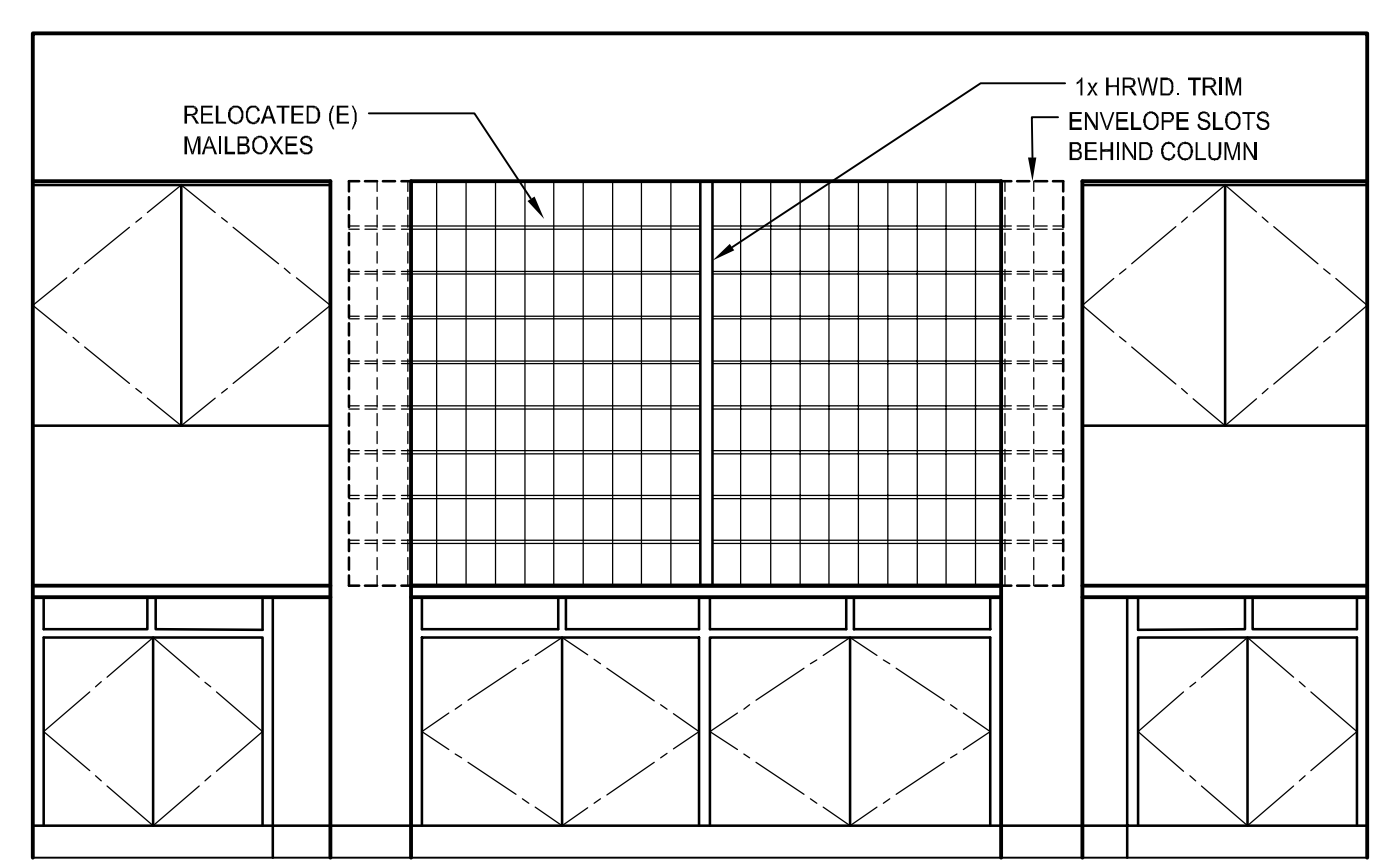 RELOCATED (E)
MAILBOXES
1x HRWD. TRIM
ENVELOPE SLOTS
BEHIND COLUMN